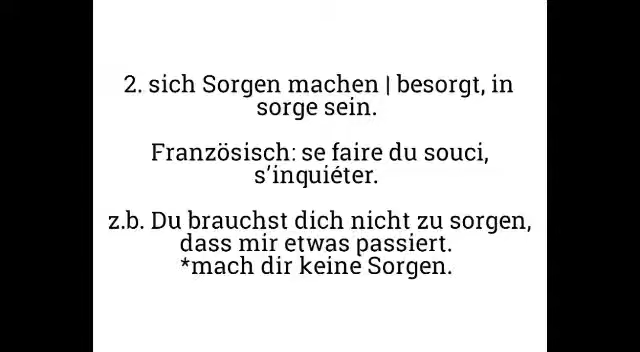 2. sich Sorgen machen | besorgt, in
sorge sein.
Französisch: se faire du souci,
s’inquiéter.
z.b. Du brauchst dich nicht zu sorgen,
dass mir etwas passiert.
*mach dir keine Sorgen.